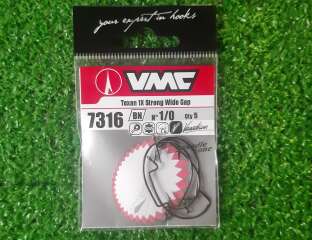 your expert in hooks
VMC
Texan 1X Strong Wide Gap
7316 BN N° 1/0 Qty 5